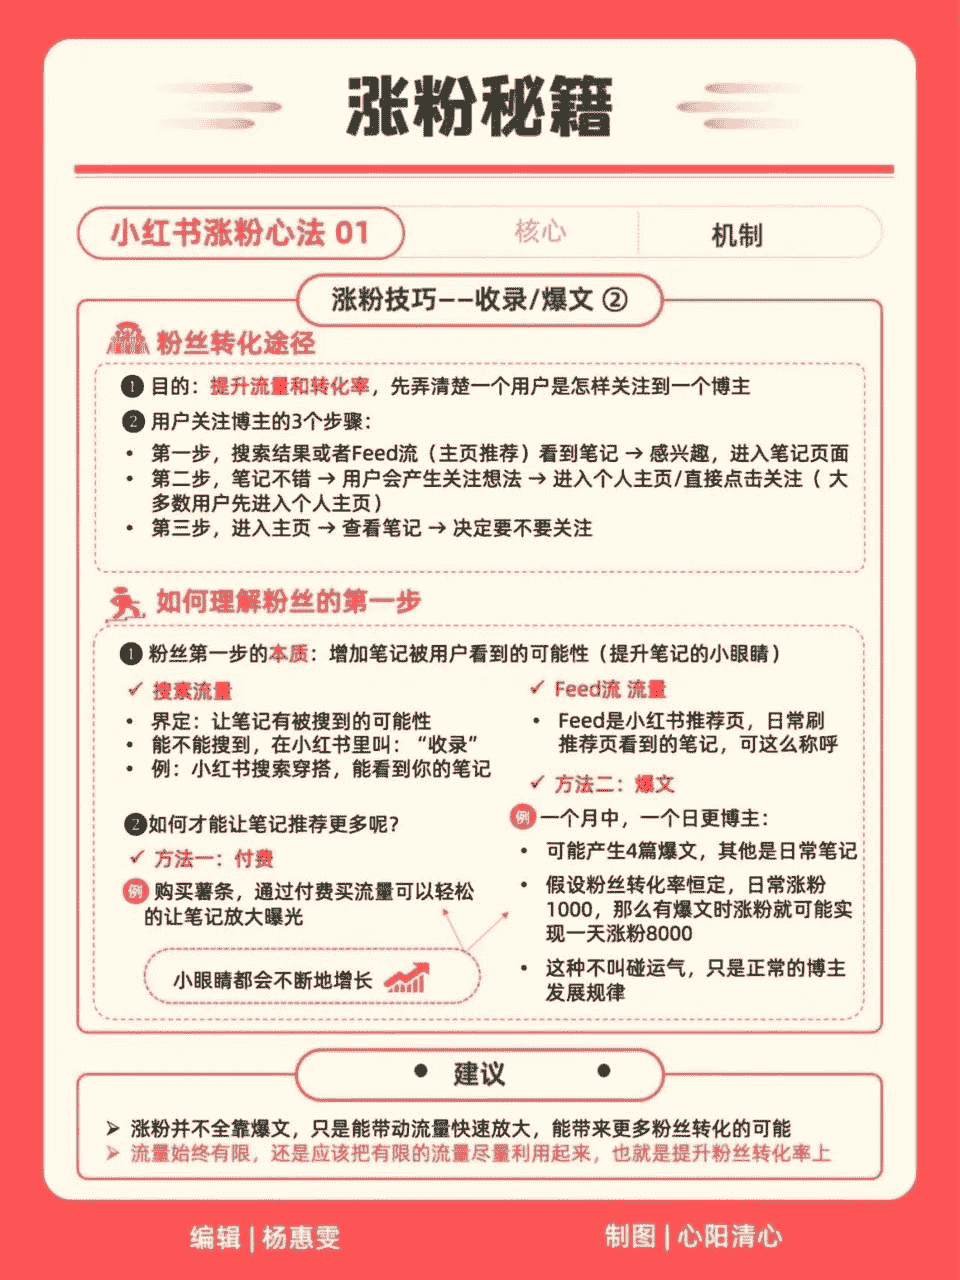 涨粉秘籍
小红书涨粉心法 01
核心
机制
涨粉技巧——收录/爆文 ②
粉丝转化途径
❶ 目的：提升流量和转化率，先弄清楚一个用户是怎样关注到一个博主
❷ 用户关注博主的3个步骤：
• 第一步，搜索结果或者Feed流（主页推荐）看到笔记 → 感兴趣，进入笔记页面
• 第二步，笔记不错 → 用户会产生关注想法 → 进入个人主页/直接点击关注（ 大
多数用户先进入个人主页）
• 第三步，进入主页 → 查看笔记 → 决定要不要关注
如何理解粉丝的第一步
❶ 粉丝第一步的本质：增加笔记被用户看到的可能性（提升笔记的小眼睛）
✓ 搜素流量
• 界定：让笔记有被搜到的可能性
• 能不能搜到，在小红书里叫：“收录”
• 例：小红书搜索穿搭，能看到你的笔记
❷如何才能让笔记推荐更多呢？
✓ 方法一：付费
例 购买薯条，通过付费买流量可以轻松
的让笔记放大曝光
小眼睛都会不断地增长
✓ Feed流 流量
• Feed是小红书推荐页，日常刷
推荐页看到的笔记，可这么称呼
✓ 方法二：爆文
例 一个月中，一个日更博主：
• 可能产生4篇爆文，其他是日常笔记
• 假设粉丝转化率恒定，日常涨粉
1000，那么有爆文时涨粉就可能实
现一天涨粉8000
• 这种不叫碰运气，只是正常的博主
发展规律
• 建议 •
➢ 涨粉并不全靠爆文，只是能带动流量快速放大，能带来更多粉丝转化的可能
➢ 流量始终有限，还是应该把有限的流量尽量利用起来，也就是提升粉丝转化率上
编辑 | 杨惠雯
制图 | 心阳清心